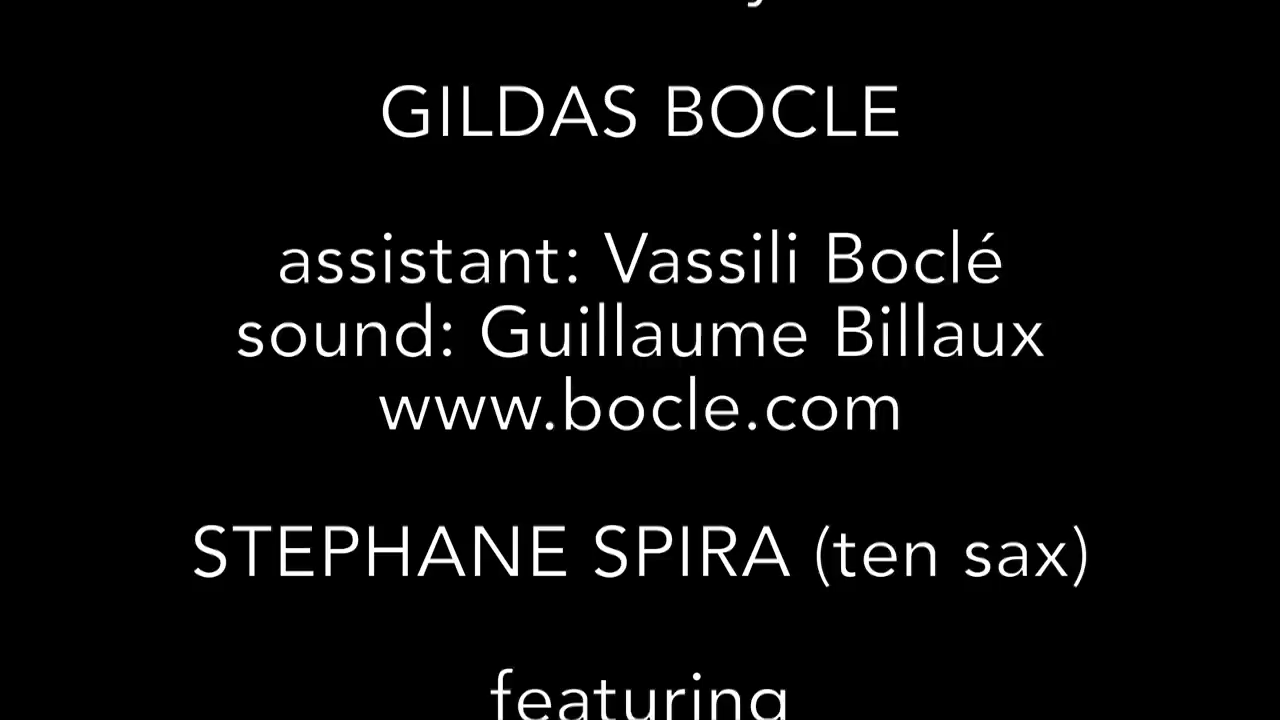 GILDAS BOCLE
assistant: Vassili Boclé
sound: Guillaume Billaux
www.bocle.com
STEPHANE SPIRA (ten sax)
featuring